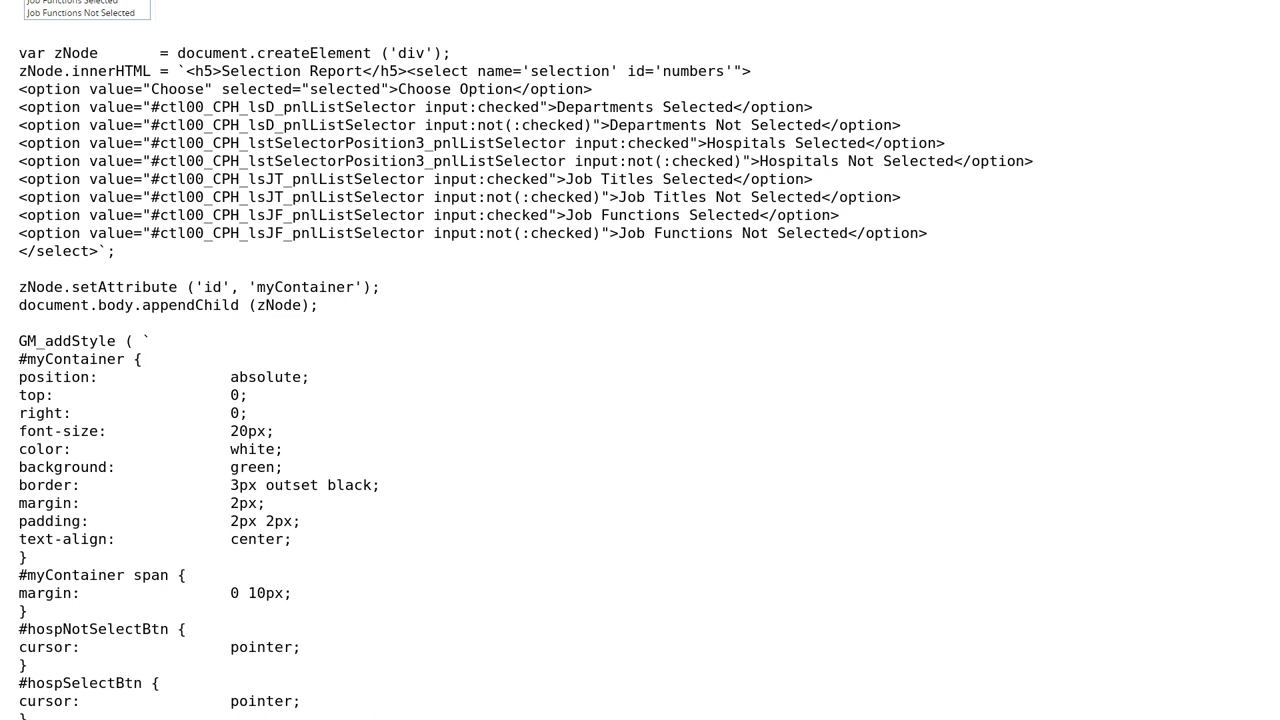 Job Functions Selected
Job Functions Not Selected
var zNode       = document.createElement ('div');
zNode.innerHTML = `<h5>Selection Report</h5><select name='selection' id='numbers'">
<option value="Choose" selected="selected">Choose Option</option>
<option value="#ctl00_CPH_lsD_pnlListSelector input:checked">Departments Selected</option>
<option value="#ctl00_CPH_lsD_pnlListSelector input:not(:checked)">Departments Not Selected</option>
<option value="#ctl00_CPH_lstSelectorPosition3_pnlListSelector input:checked">Hospitals Selected</option>
<option value="#ctl00_CPH_lstSelectorPosition3_pnlListSelector input:not(:checked)">Hospitals Not Selected</option>
<option value="#ctl00_CPH_lsJT_pnlListSelector input:checked">Job Titles Selected</option>
<option value="#ctl00_CPH_lsJT_pnlListSelector input:not(:checked)">Job Titles Not Selected</option>
<option value="#ctl00_CPH_lsJF_pnlListSelector input:checked">Job Functions Selected</option>
<option value="#ctl00_CPH_lsJF_pnlListSelector input:not(:checked)">Job Functions Not Selected</option>
</select>`;
zNode.setAttribute ('id', 'myContainer');
document.body.appendChild (zNode);
GM_addStyle ( `
#myContainer {
position:               absolute;
top:                    0;
right:                  0;
font-size:              20px;
color:                  white;
background:             green;
border:                 3px outset black;
margin:                 2px;
padding:                2px 2px;
text-align:             center;
}
#myContainer span {
margin:                 0 10px;
}
#hospNotSelectBtn {
cursor:                 pointer;
}
#hospSelectBtn {
cursor:                 pointer;
}